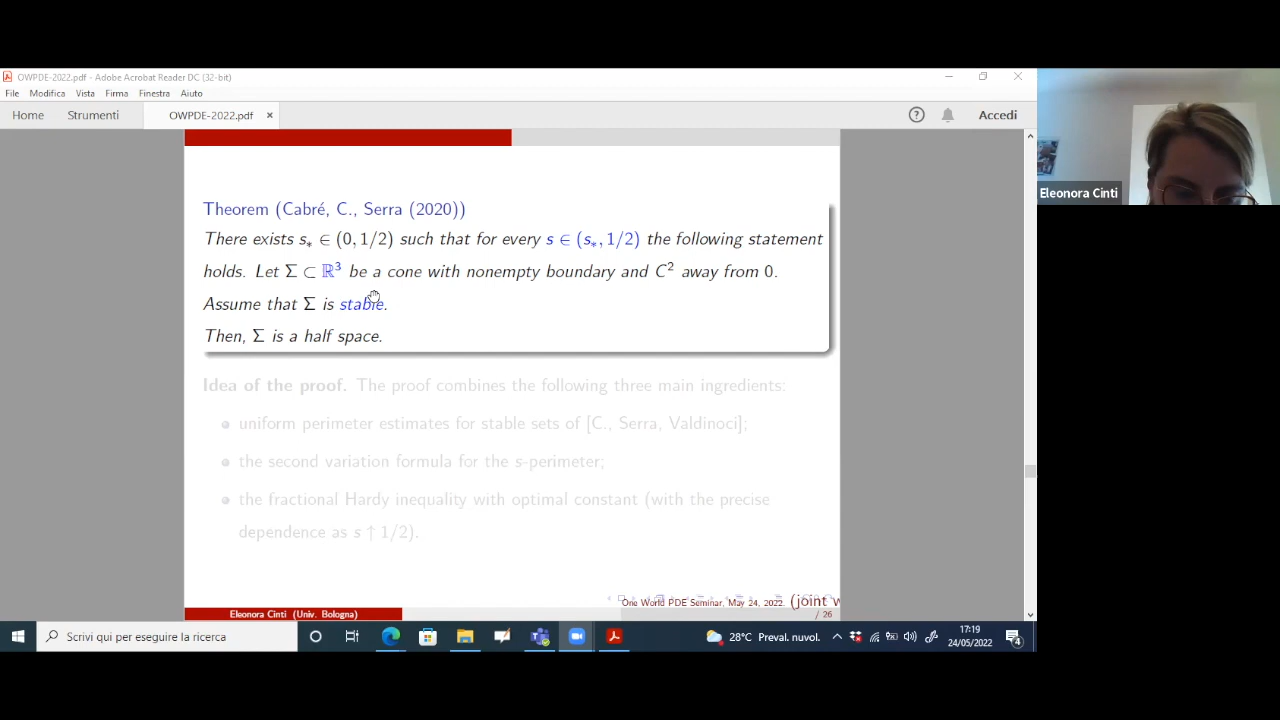 OWPDE-2022.pdf - Adobe Acrobat Reader DC (32-bit)
File Modifica Vista Firma Finestra Aiuto
Home Strumenti OWPDE-2022.pdf × Accedi
Theorem (Cabré, C., Serra (2020))
There exists s∗ ∈ (0, 1/2) such that for every s ∈ (s∗, 1/2) the following statement
holds. Let Σ ⊂ ℝ³ be a cone with nonempty boundary and C² away from 0.
Assume that Σ is stable.
Then, Σ is a half space.
Idea of the proof. The proof combines the following three main ingredients:
uniform perimeter estimates for stable sets of [C., Serra, Valdinoci];
the second variation formula for the s-perimeter;
the fractional Hardy inequality with optimal constant (with the precise
dependence as s ↑ 1/2).
One World PDE Seminar, May 24, 2022. (joint w
Eleonora Cinti (Univ. Bologna) / 26
Eleonora Cinti
Scrivi qui per eseguire la ricerca
28°C Preval. nuvol.
17:19
24/05/2022
4